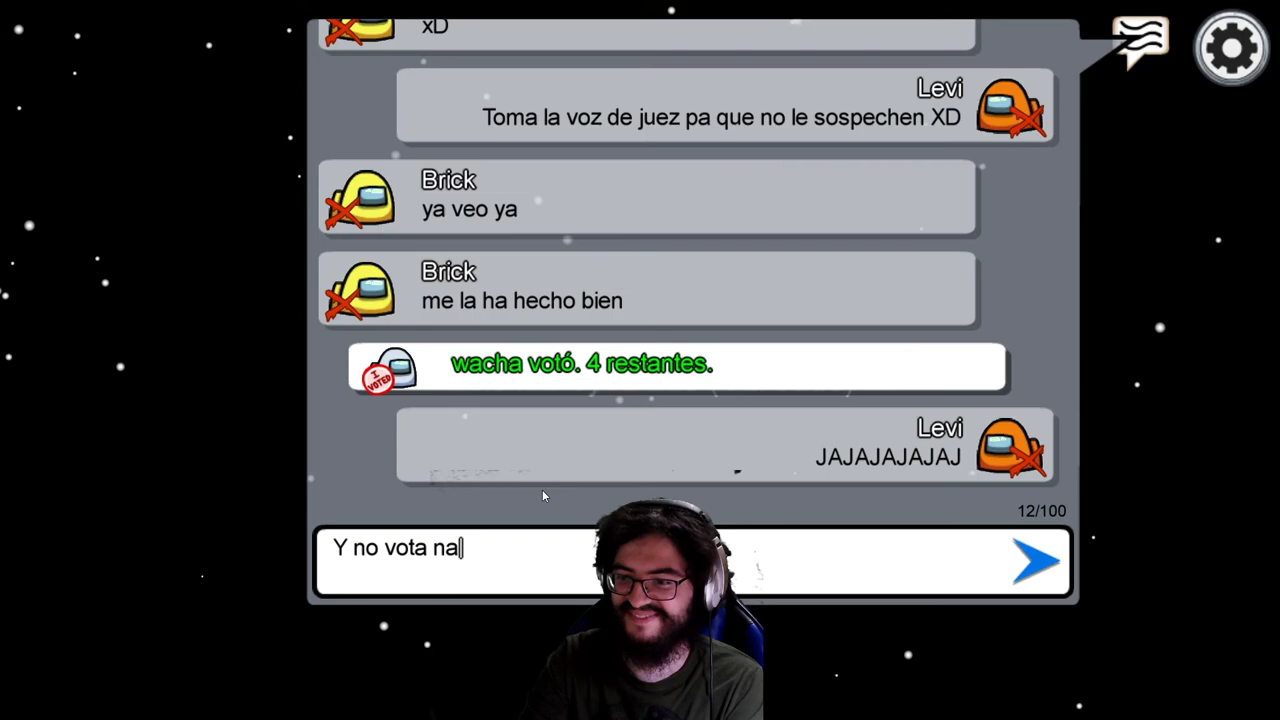 xD
Levi
Toma la voz de juez pa que no le sospechen XD
Brick
ya veo ya
Brick
me la ha hecho bien
I VOTED
wacha votó. 4 restantes.
Levi
JAJAJAJAJAJ
12/100
Y no vota na